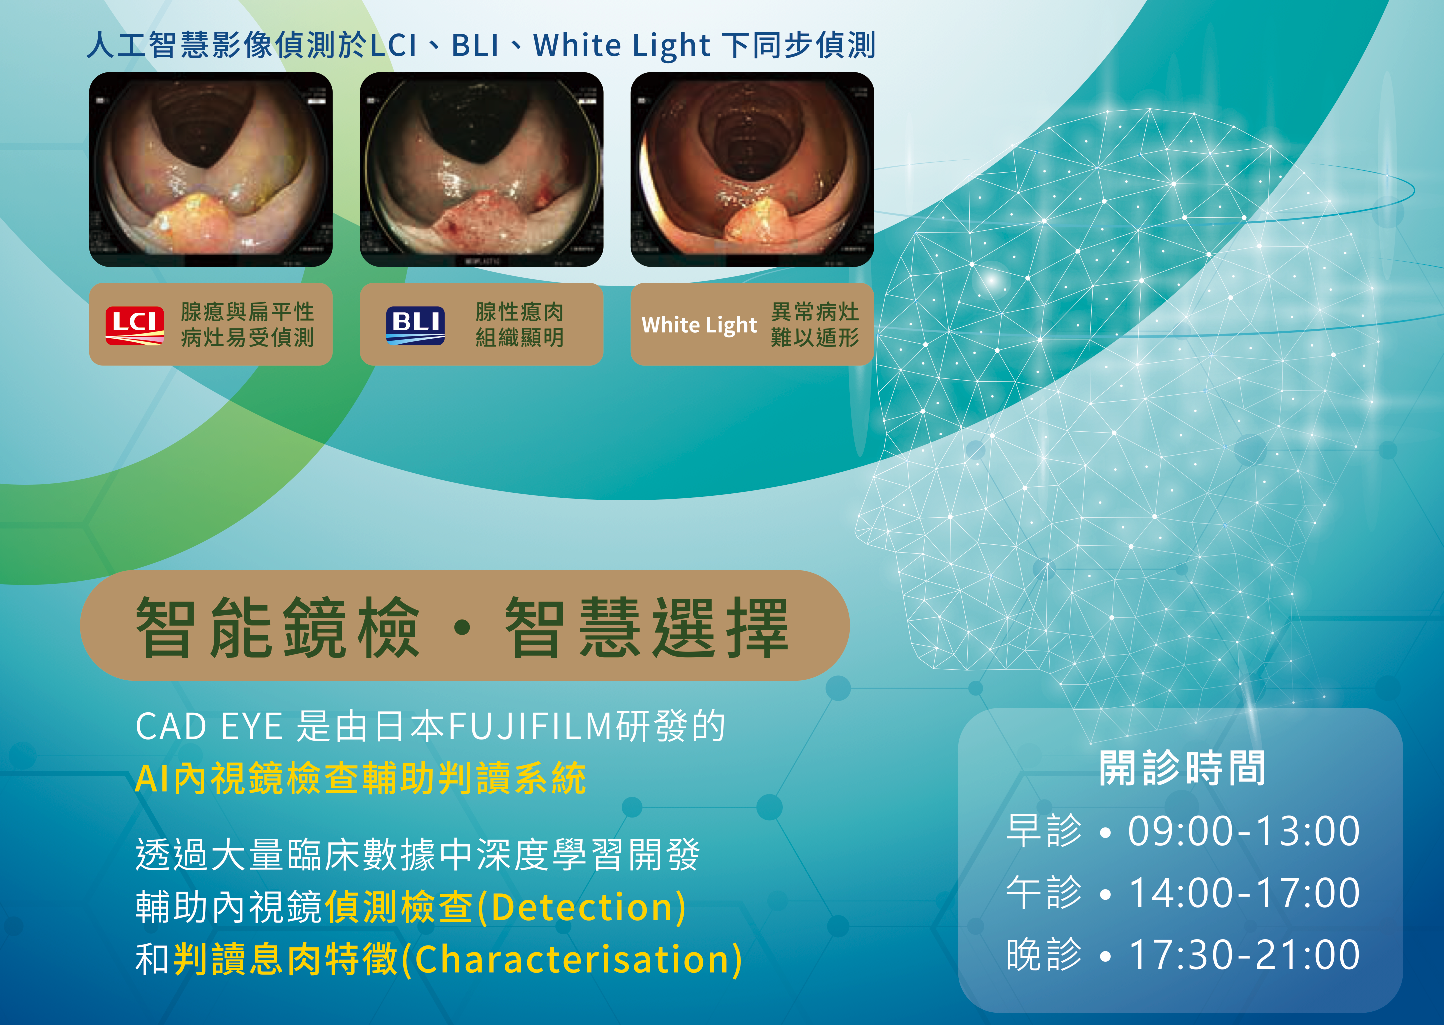 人工智慧影像偵測於LCI、BLI、White Light 下同步偵測
LCI
腺瘜與扁平性
病灶易受偵測
BLI
腺性瘜肉
組織顯明
White Light
異常病灶
難以遁形
智能鏡檢・智慧選擇
CAD EYE 是由日本FUJIFILM研發的
AI內視鏡檢查輔助判讀系統
透過大量臨床數據中深度學習開發
輔助內視鏡偵測檢查(Detection)
和判讀息肉特徵(Characterisation)
開診時間
早診 • 09:00-13:00
午診 • 14:00-17:00
晚診 • 17:30-21:00